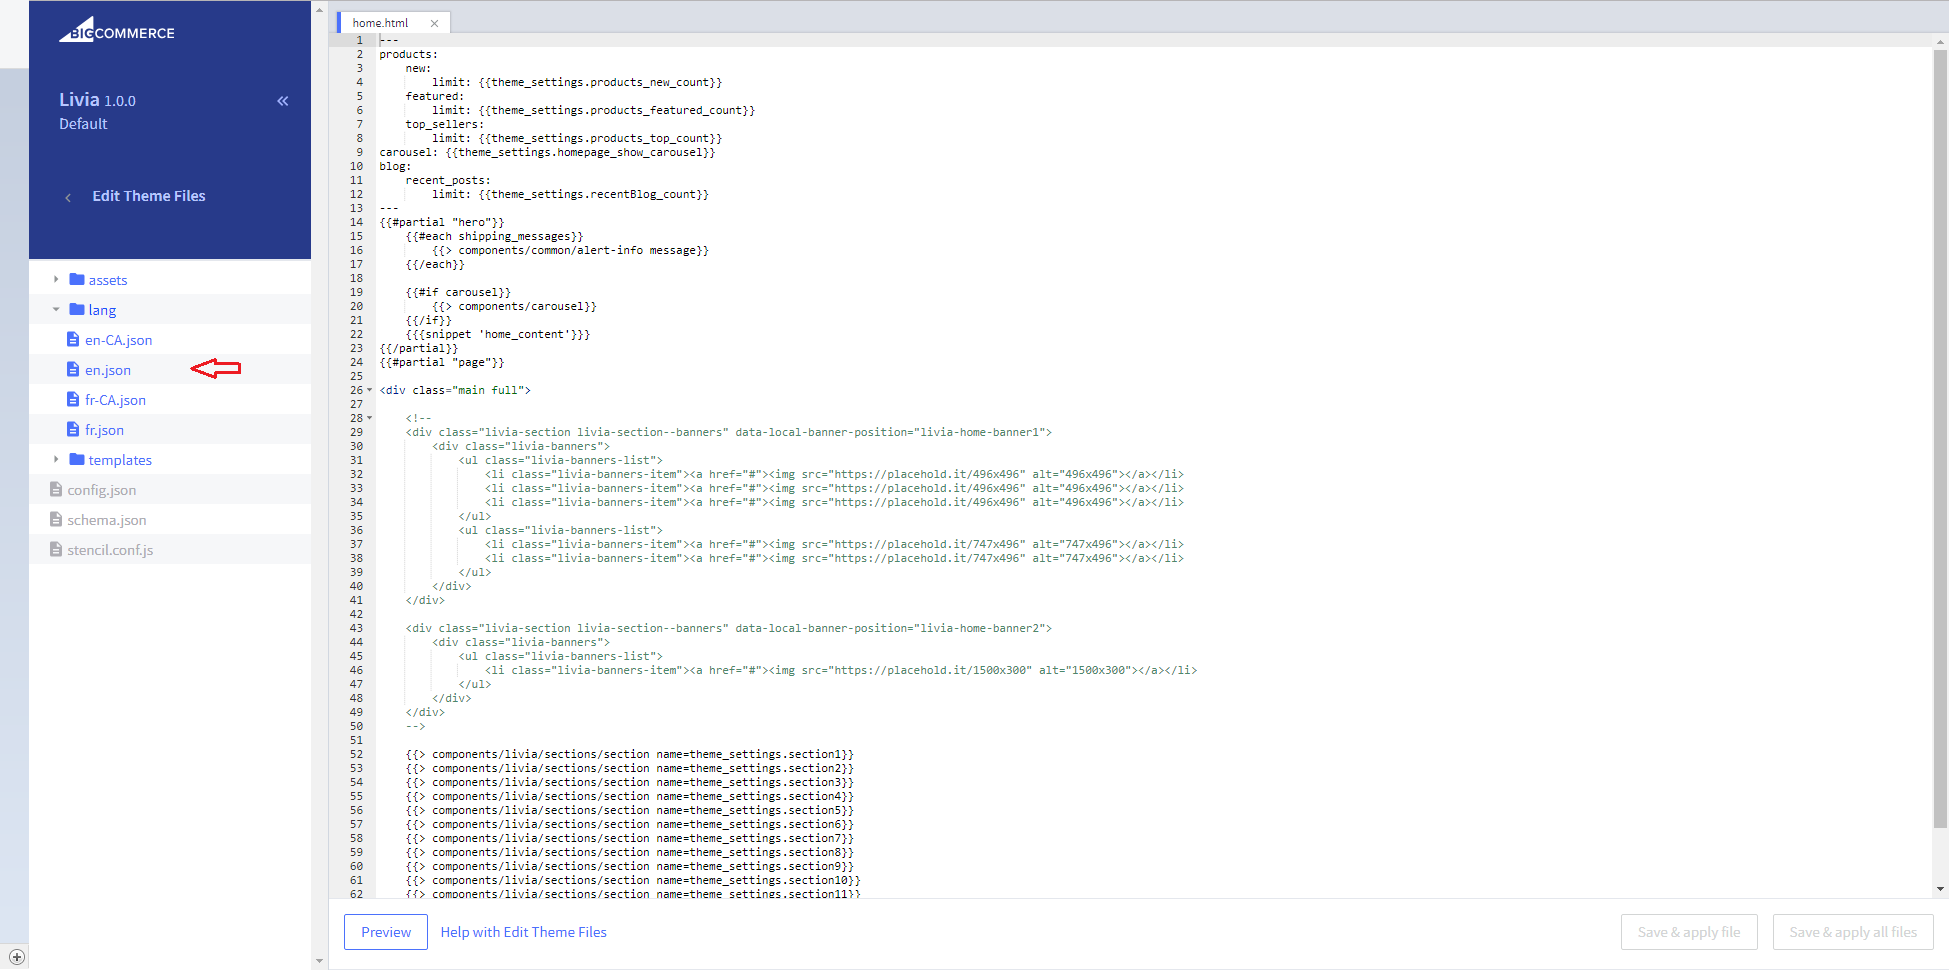 BIGCOMMERCE
Livia 1.0.0
«
Default
Edit Theme Files
assets
lang
en-CA.json
en.json
fr-CA.json
fr.json
templates
config.json
schema.json
stencil.conf.js
home.html
1 ---
2 products:
3 new:
4 limit: {{theme_settings.products_new_count}}
5 featured:
6 limit: {{theme_settings.products_featured_count}}
7 top_sellers:
8 limit: {{theme_settings.products_top_count}}
9 carousel: {{theme_settings.homepage_show_carousel}}
10 blog:
11 recent_posts:
12 limit: {{theme_settings.recentBlog_count}}
13 ---
14 {{#partial "hero"}}
15 {{#each shipping_messages}}
16 {{> components/common/alert-info message}}
17 {{/each}}
18
19 {{#if carousel}}
20 {{> components/carousel}}
21 {{/if}}
22 {{{snippet 'home_content'}}}
23 {{/partial}}
24 {{#partial "page"}}
25
26 <div class="main full">
27
28 <!--
29 <div class="livia-section livia-section--banners" data-local-banner-position="livia-home-banner1">
30 <div class="livia-banners">
31 <ul class="livia-banners-list">
32 <li class="livia-banners-item"><a href="#"><img src="https://placehold.it/496x496" alt="496x496"></a></li>
33 <li class="livia-banners-item"><a href="#"><img src="https://placehold.it/496x496" alt="496x496"></a></li>
34 <li class="livia-banners-item"><a href="#"><img src="https://placehold.it/496x496" alt="496x496"></a></li>
35 </ul>
36 <ul class="livia-banners-list">
37 <li class="livia-banners-item"><a href="#"><img src="https://placehold.it/747x496" alt="747x496"></a></li>
38 <li class="livia-banners-item"><a href="#"><img src="https://placehold.it/747x496" alt="747x496"></a></li>
39 </ul>
40 </div>
41 </div>
42
43 <div class="livia-section livia-section--banners" data-local-banner-position="livia-home-banner2">
44 <div class="livia-banners">
45 <ul class="livia-banners-list">
46 <li class="livia-banners-item"><a href="#"><img src="https://placehold.it/1500x300" alt="1500x300"></a></li>
47 </ul>
48 </div>
49 </div>
50 -->
51
52 {{> components/livia/sections/section name=theme_settings.section1}}
53 {{> components/livia/sections/section name=theme_settings.section2}}
54 {{> components/livia/sections/section name=theme_settings.section3}}
55 {{> components/livia/sections/section name=theme_settings.section4}}
56 {{> components/livia/sections/section name=theme_settings.section5}}
57 {{> components/livia/sections/section name=theme_settings.section6}}
58 {{> components/livia/sections/section name=theme_settings.section7}}
59 {{> components/livia/sections/section name=theme_settings.section8}}
60 {{> components/livia/sections/section name=theme_settings.section9}}
61 {{> components/livia/sections/section name=theme_settings.section10}}
62 {{> components/livia/sections/section name=theme_settings.section11}}
Preview
Help with Edit Theme Files
Save & apply file
Save & apply all files